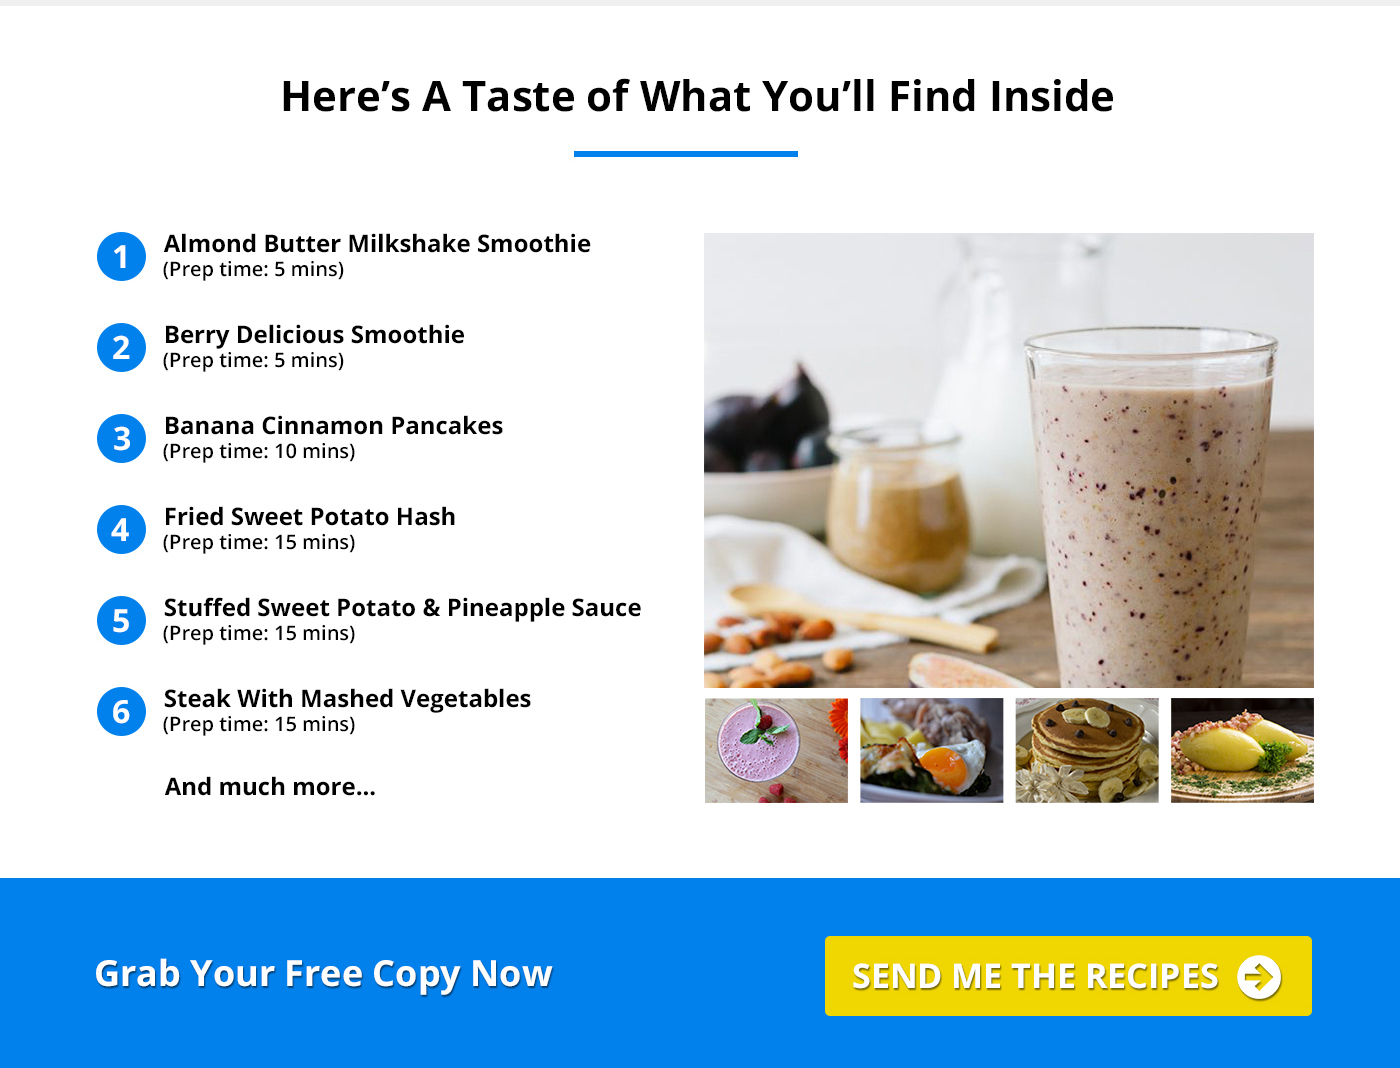 Here’s A Taste of What You’ll Find Inside
1
Almond Butter Milkshake Smoothie
(Prep time: 5 mins)
2
Berry Delicious Smoothie
(Prep time: 5 mins)
3
Banana Cinnamon Pancakes
(Prep time: 10 mins)
4
Fried Sweet Potato Hash
(Prep time: 15 mins)
5
Stuffed Sweet Potato & Pineapple Sauce
(Prep time: 15 mins)
6
Steak With Mashed Vegetables
(Prep time: 15 mins)
And much more...
Grab Your Free Copy Now
SEND ME THE RECIPES